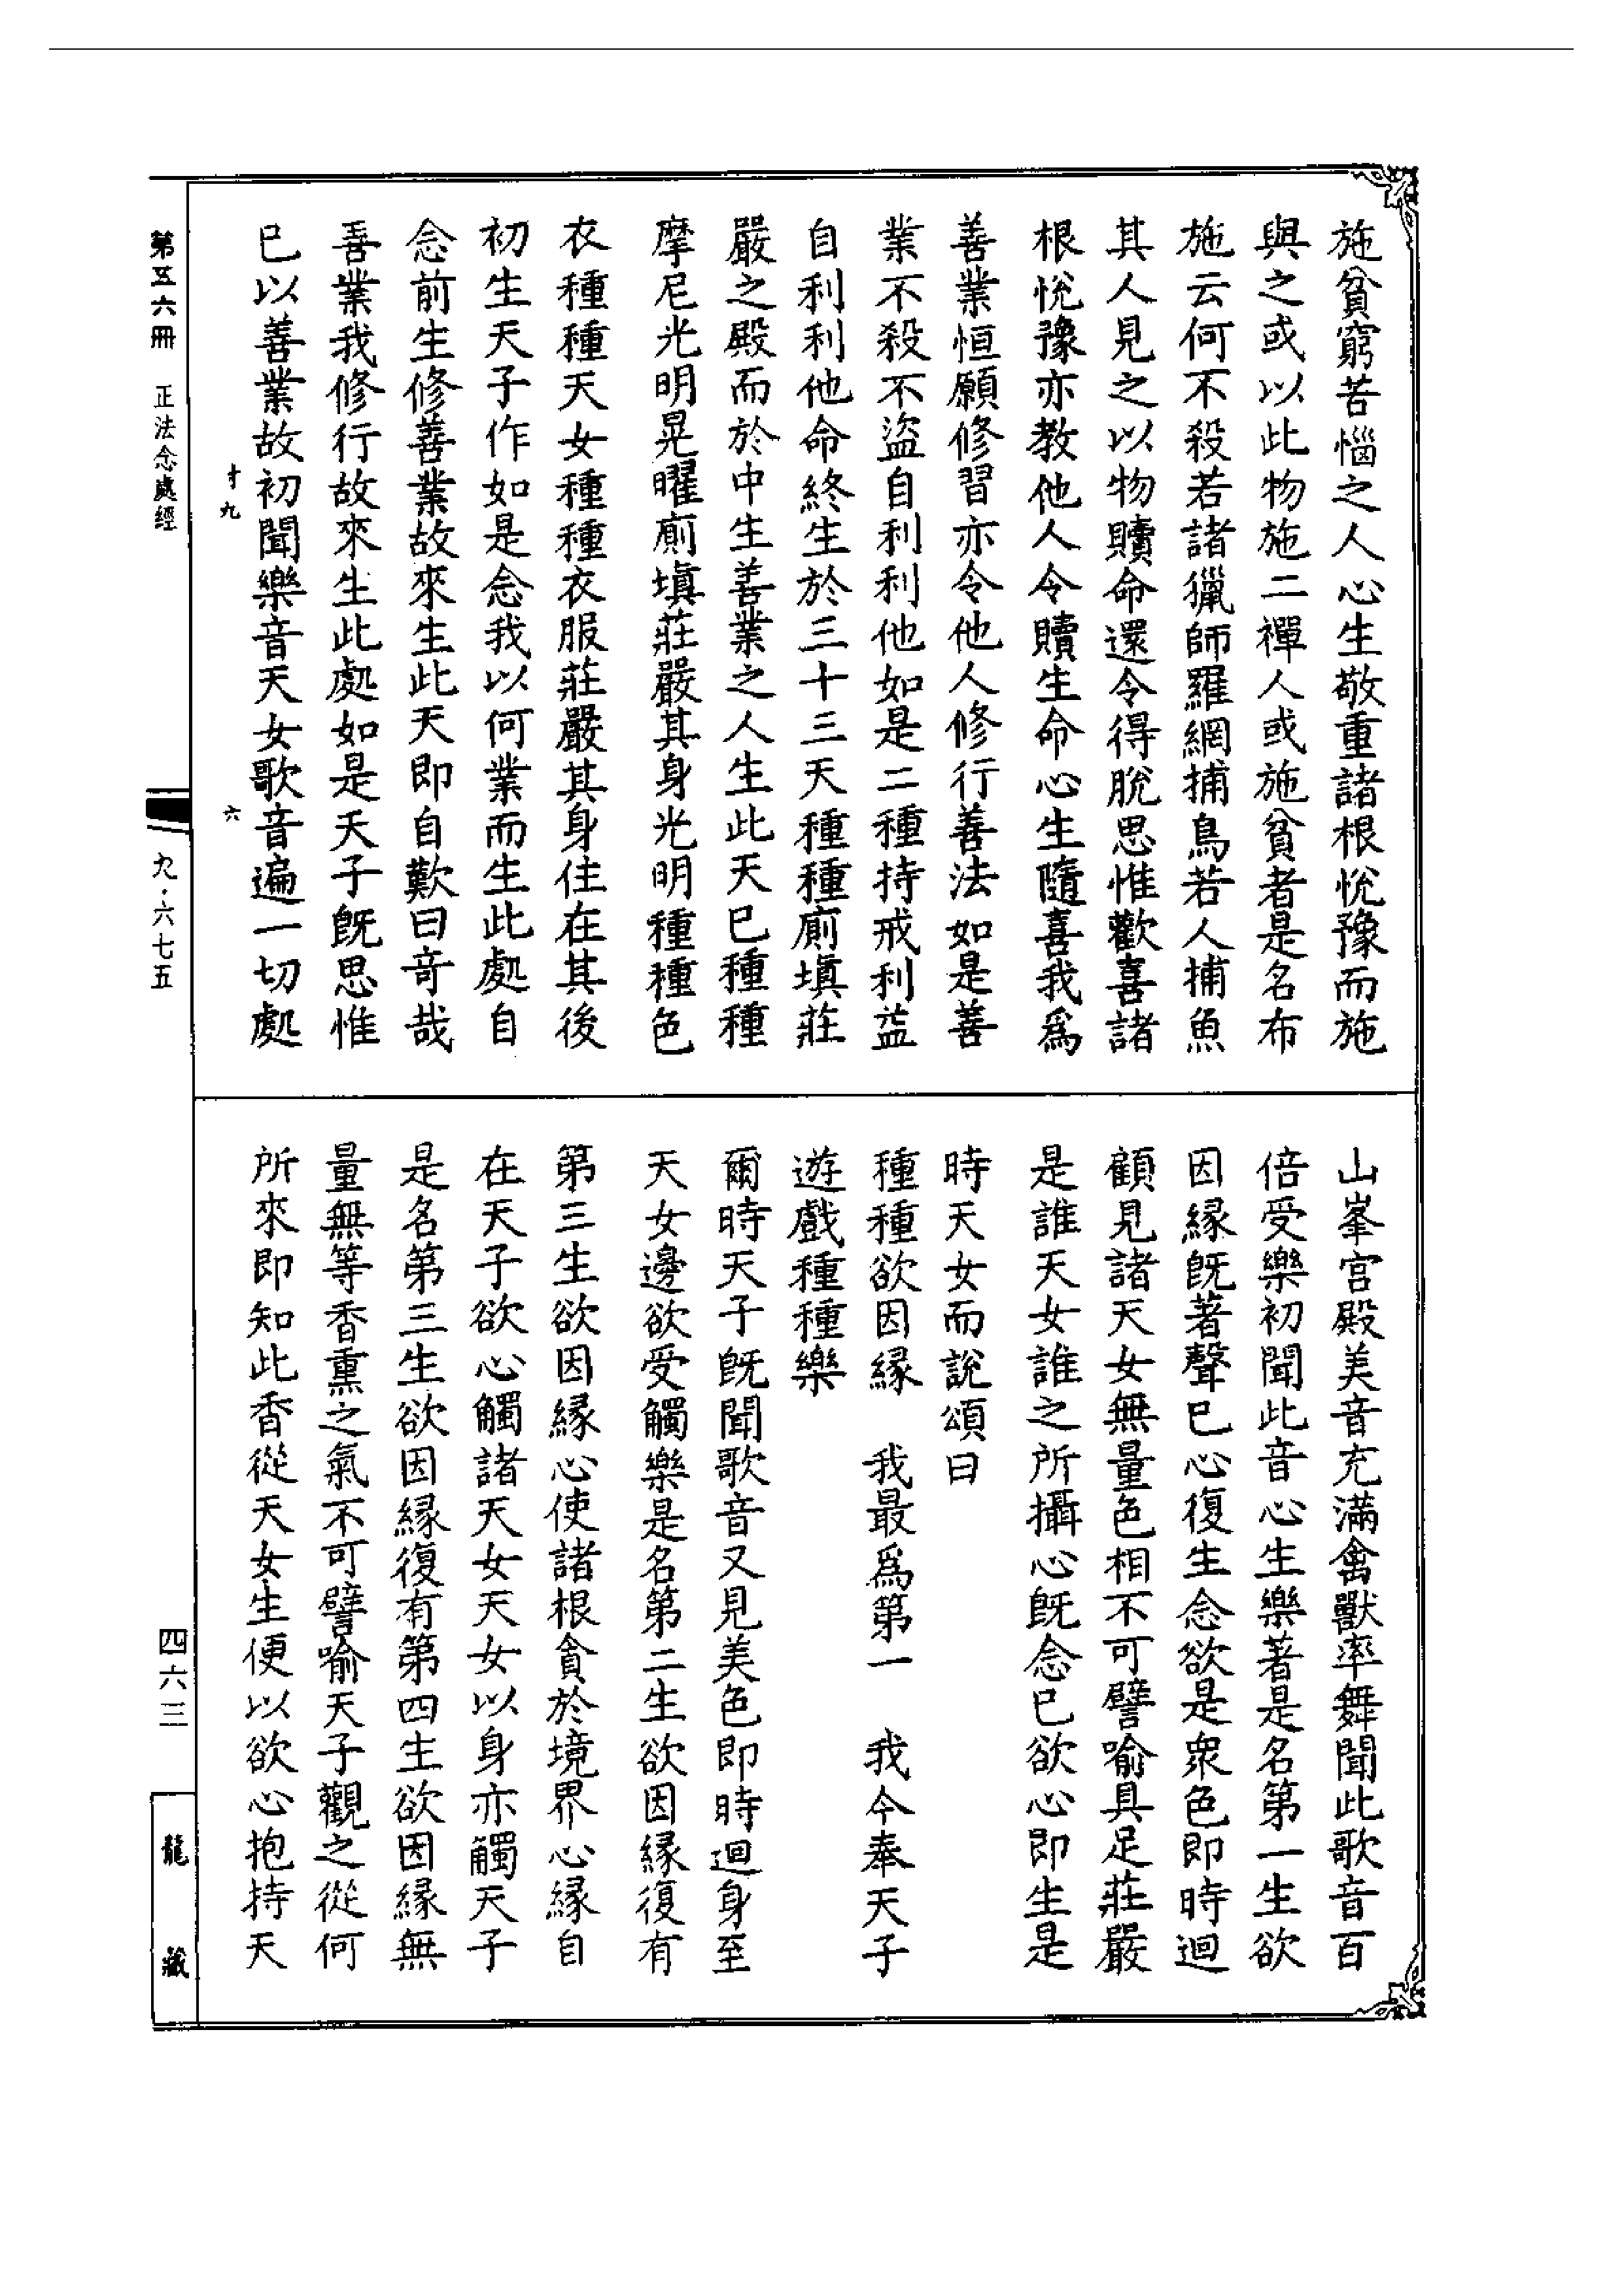 施貧窮苦惱之人心生敬重諸根悅豫而施
與之或以此物施二禪人或施貧者是名布
施云何不殺若諸獵師羅網捕鳥若人捕魚
其人見之以物贖命還令得脫思惟歡喜諸
根悅豫亦教他人令贖生命心生隨喜我爲
善業恒願修習亦令他人修行善法如是善
業不殺不盜自利利他如是二種持戒利益
自利利他命終生於三十三天種種廁塡莊
嚴之殿而於中生善業之人生此天已種種
摩尼光明晃曜廁塡莊嚴其身光明種種色
衣種種天女種種衣服莊嚴其身住在其後
初生天子作如是念我以何業而生此處自
念前生修善業故來生此天即自歎曰奇哉
善業我修行故來生此處如是天子旣思惟
已以善業故初聞樂音天女歌音遍一切處
山峯宮殿美音充滿禽獸率舞聞此歌音百
倍受樂初聞此音心生樂著是名第一生欲
因緣旣著聲已心復生念欲是衆色即時迴
顧見諸天女無量色相不可譬喻具足莊嚴
是誰天女誰之所攝心旣念已欲心即生是
時天女而說頌曰
種種欲因緣　我最爲第一　我今奉天子
遊戲種種樂
爾時天子旣聞歌音又見美色即時迴身至
天女邊欲受觸樂是名第二生欲因緣復有
第三生欲因緣心使諸根貪於境界心緣自
在天子欲心觸諸天女天女以身亦觸天子
是名第三生欲因緣復有第四生欲因緣無
量無等香熏之氣不可譬喻天子觀之從何
所來即知此香從天女生便以欲心抱持天
第五六冊　正法念處經
十九
六
九・六七五
四六三
龍藏